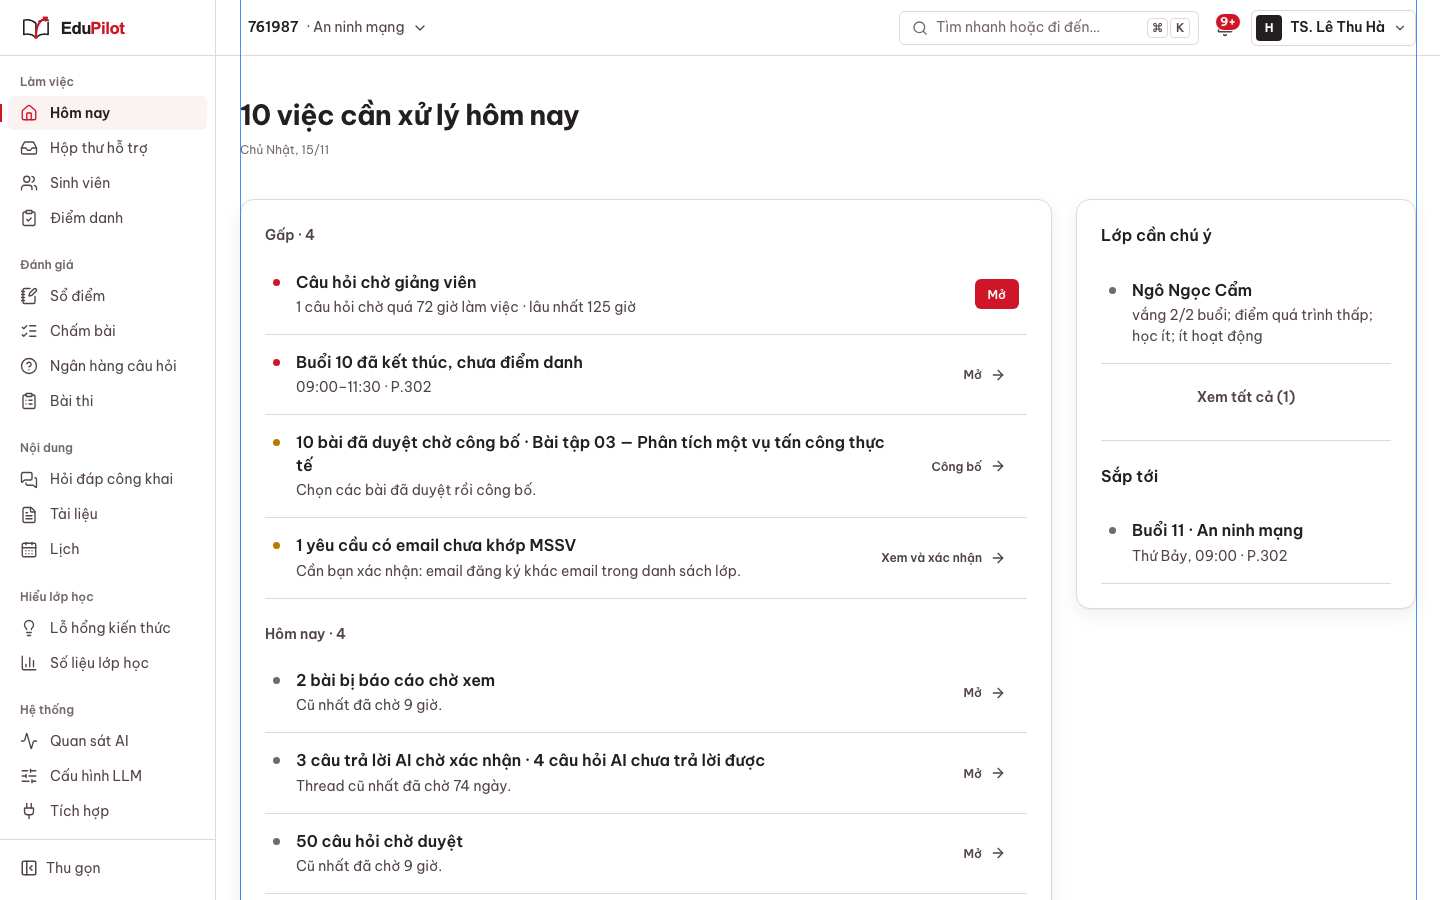 EduPilot
761987 · An ninh mạng
Tìm nhanh hoặc đi đến...
⌘ K
9+
H
TS. Lê Thu Hà
Làm việc
Hôm nay
Hộp thư hỗ trợ
Sinh viên
Điểm danh
Đánh giá
Sổ điểm
Chấm bài
Ngân hàng câu hỏi
Bài thi
Nội dung
Hỏi đáp công khai
Tài liệu
Lịch
Hiểu lớp học
Lỗ hổng kiến thức
Số liệu lớp học
Hệ thống
Quan sát AI
Cấu hình LLM
Tích hợp
Thu gọn
10 việc cần xử lý hôm nay
Chủ Nhật, 15/11
Gấp · 4
Câu hỏi chờ giảng viên
1 câu hỏi chờ quá 72 giờ làm việc · lâu nhất 125 giờ
Mở
Buổi 10 đã kết thúc, chưa điểm danh
09:00–11:30 · P.302
Mở
10 bài đã duyệt chờ công bố · Bài tập 03 — Phân tích một vụ tấn công thực
tế
Chọn các bài đã duyệt rồi công bố.
Công bố
1 yêu cầu có email chưa khớp MSSV
Cần bạn xác nhận: email đăng ký khác email trong danh sách lớp.
Xem và xác nhận
Hôm nay · 4
2 bài bị báo cáo chờ xem
Cũ nhất đã chờ 9 giờ.
Mở
3 câu trả lời AI chờ xác nhận · 4 câu hỏi AI chưa trả lời được
Thread cũ nhất đã chờ 74 ngày.
Mở
50 câu hỏi chờ duyệt
Cũ nhất đã chờ 9 giờ.
Mở
Lớp cần chú ý
Ngô Ngọc Cẩm
vắng 2/2 buổi; điểm quá trình thấp;
học ít; ít hoạt động
Xem tất cả (1)
Sắp tới
Buổi 11 · An ninh mạng
Thứ Bảy, 09:00 · P.302